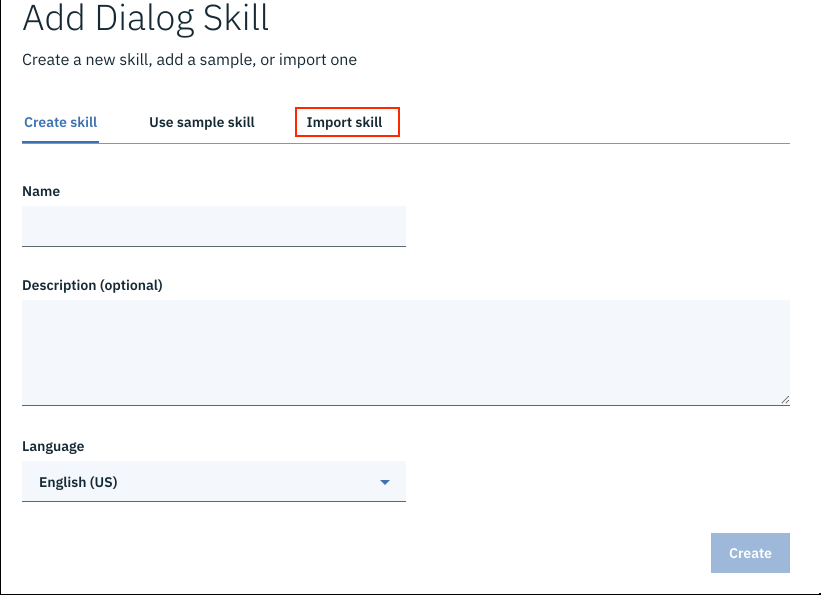 Add Dialog Skill
Create a new skill, add a sample, or import one
Create skill Use sample skill Import skill
Name
Description (optional)
Language
English (US)
Create